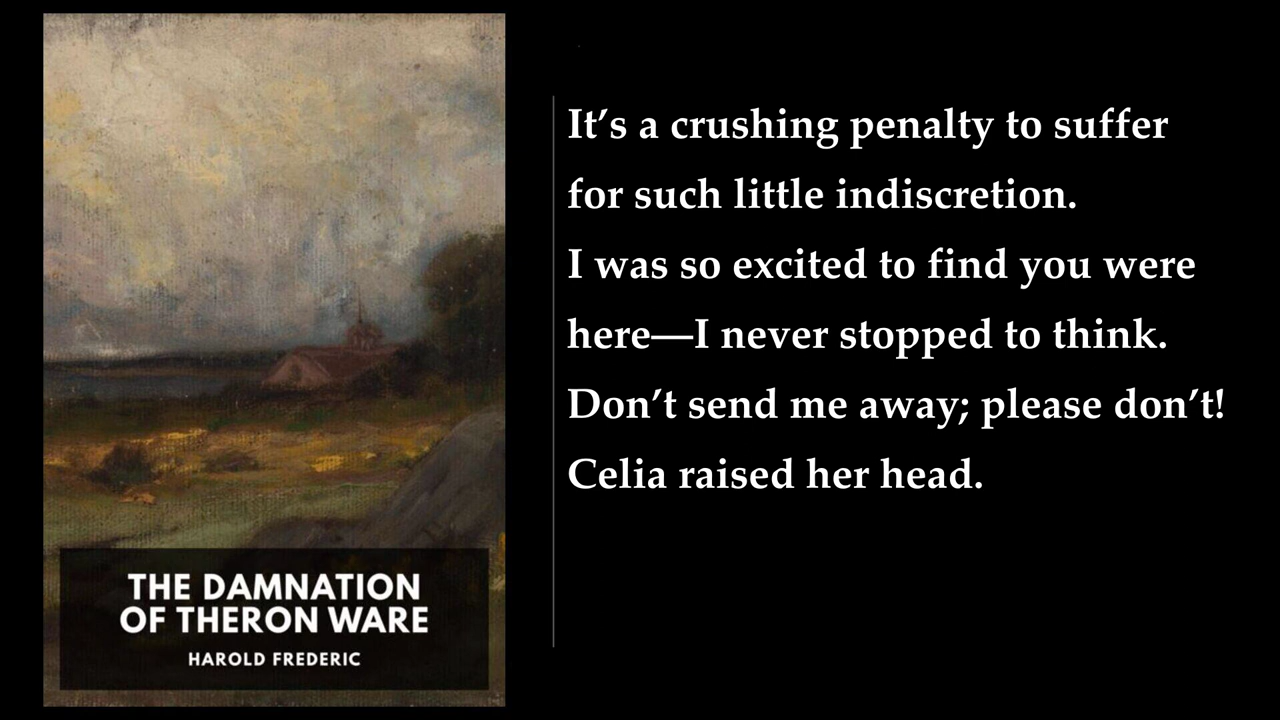 THE DAMNATION
OF THERON WARE
HAROLD FREDERIC
It’s a crushing penalty to suffer
for such little indiscretion.
I was so excited to find you were
here—I never stopped to think.
Don’t send me away; please don’t!
Celia raised her head.